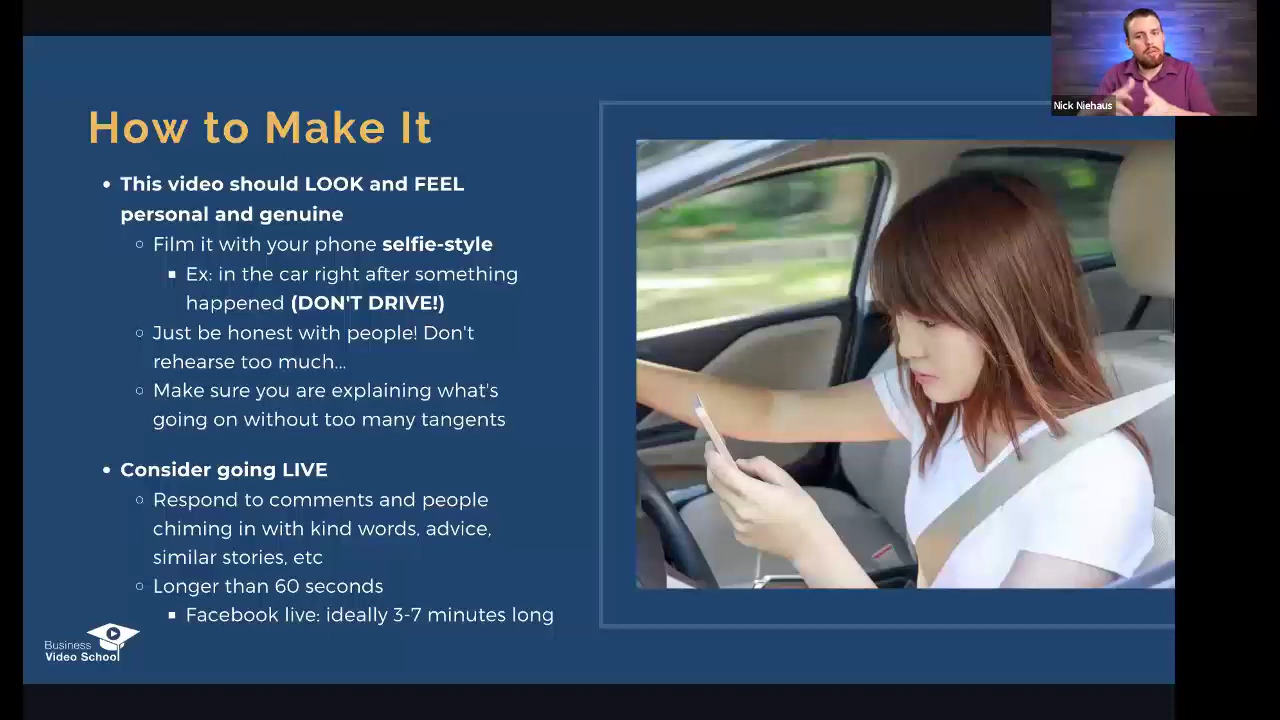 Nick Niehaus
How to Make It
• This video should LOOK and FEEL
personal and genuine
○ Film it with your phone selfie-style
▪ Ex: in the car right after something
happened (DON'T DRIVE!)
○ Just be honest with people! Don't
rehearse too much...
○ Make sure you are explaining what's
going on without too many tangents
• Consider going LIVE
○ Respond to comments and people
chiming in with kind words, advice,
similar stories, etc
○ Longer than 60 seconds
▪ Facebook live: ideally 3-7 minutes long
Business
Video School